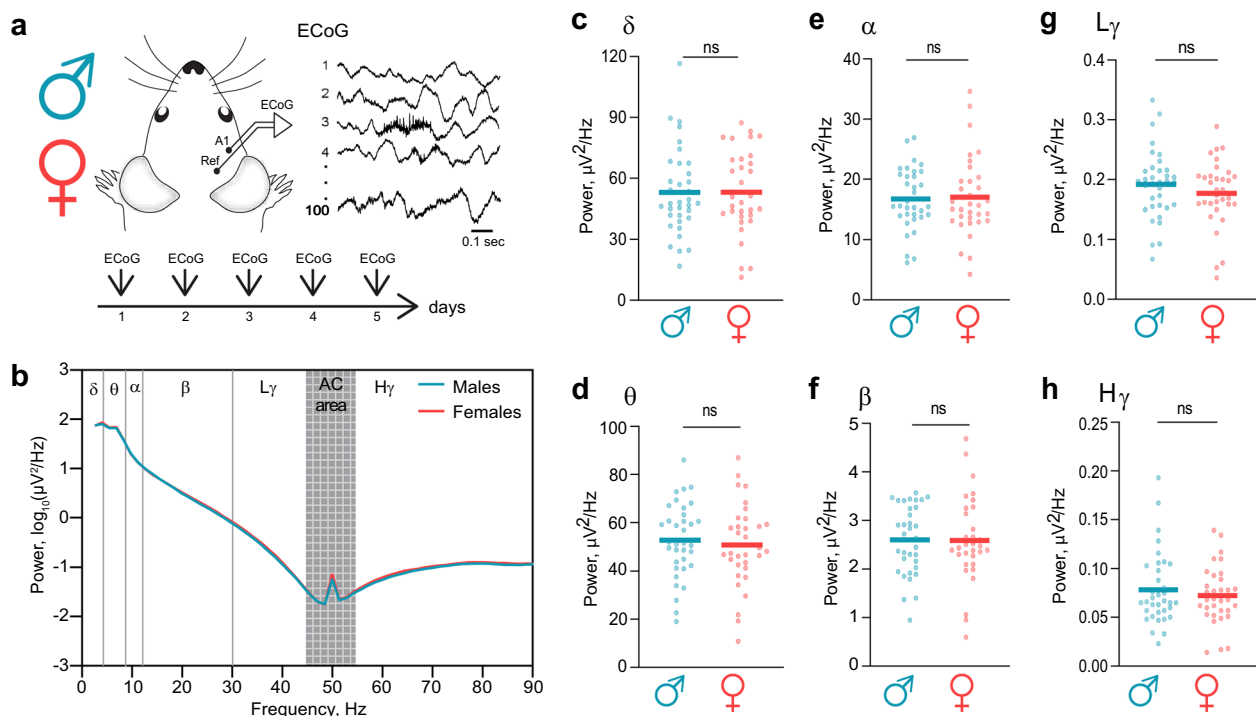 a
♂
♀
ECoG
ECoG
A1
Ref
1
2
3
4
.
.
.
100
0.1 sec
ECoG ECoG ECoG ECoG ECoG
1 2 3 4 5
days
b
δ θ α β Lγ AC area Hγ
Males
Females
Power, log10(µV²/Hz)
3
2
1
0
-1
-2
-3
0 10 20 30 40 50 60 70 80 90
Frequency, Hz
c δ
ns
Power, µV²/Hz
120
90
60
30
0
♂ ♀
d θ
ns
Power, µV²/Hz
100
80
60
40
20
0
♂ ♀
e α
ns
Power, µV²/Hz
40
30
20
10
0
♂ ♀
f β
ns
Power, µV²/Hz
5
4
3
2
1
0
♂ ♀
g Lγ
ns
Power, µV²/Hz
0.4
0.3
0.2
0.1
0.0
♂ ♀
h Hγ
ns
Power, µV²/Hz
0.25
0.20
0.15
0.10
0.05
0.00
♂ ♀